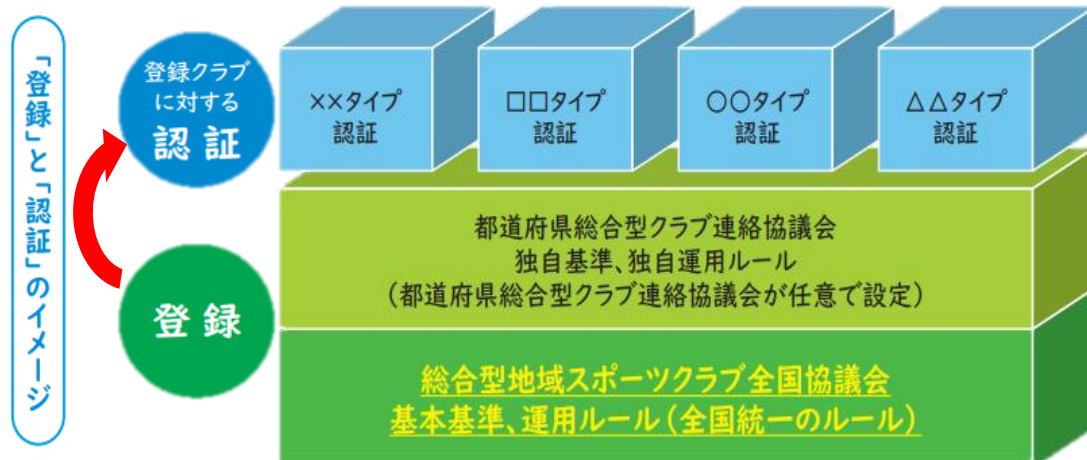 「登録」と「認証」のイメージ
登録クラブ
に対する
認証
登録
××タイプ
認証
□□タイプ
認証
○○タイプ
認証
△△タイプ
認証
都道府県総合型クラブ連絡協議会
独自基準、独自運用ルール
(都道府県総合型クラブ連絡協議会が任意で設定)
総合型地域スポーツクラブ全国協議会
基本基準、運用ルール(全国統一のルール)